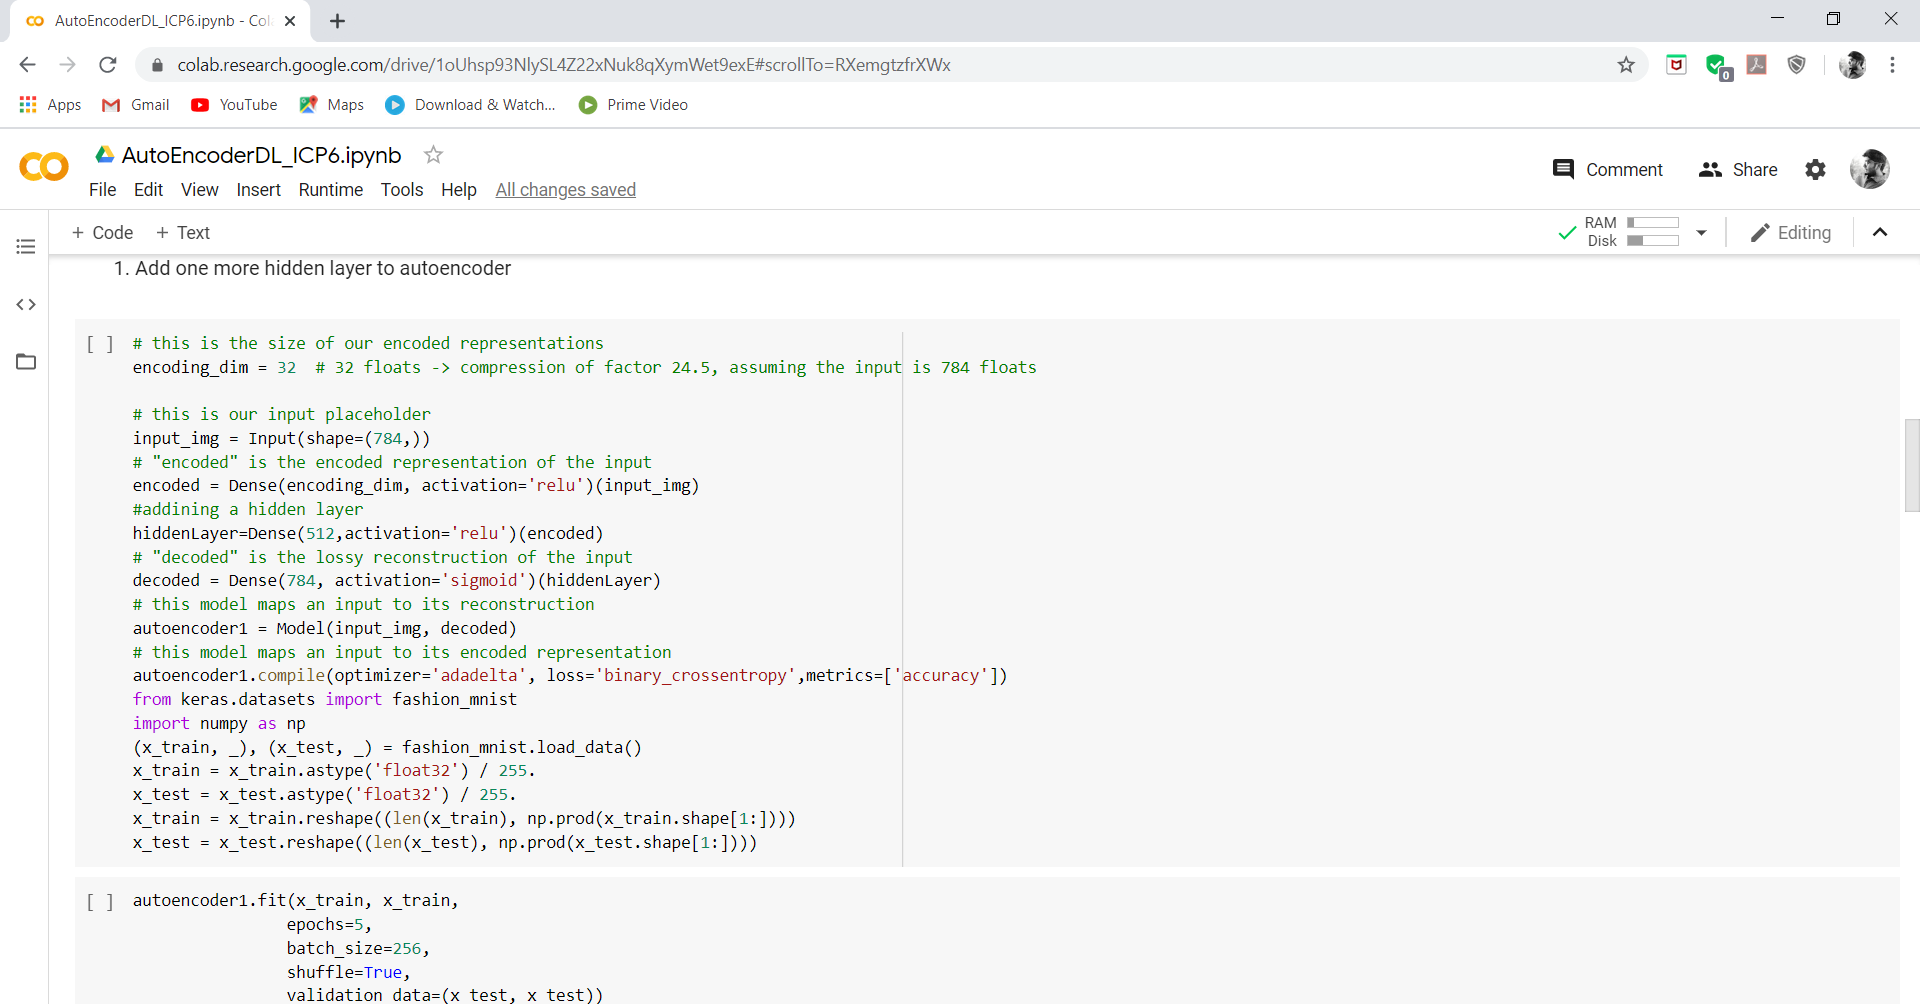 AutoEncoderDL_ICP6.ipynb - Col
colab.research.google.com/drive/1oUhsp93NlySL4Z22xNuk8qXymWet9exE#scrollTo=RXemgtzfrXWx
0
Apps Gmail YouTube Maps Download & Watch... Prime Video
AutoEncoderDL_ICP6.ipynb
File Edit View Insert Runtime Tools Help All changes saved
Comment Share
+ Code + Text
RAM
Disk
Editing
1. Add one more hidden layer to autoencoder
[ ] # this is the size of our encoded representations
encoding_dim = 32  # 32 floats -> compression of factor 24.5, assuming the input is 784 floats
# this is our input placeholder
input_img = Input(shape=(784,))
# "encoded" is the encoded representation of the input
encoded = Dense(encoding_dim, activation='relu')(input_img)
#addining a hidden layer
hiddenLayer=Dense(512,activation='relu')(encoded)
# "decoded" is the lossy reconstruction of the input
decoded = Dense(784, activation='sigmoid')(hiddenLayer)
# this model maps an input to its reconstruction
autoencoder1 = Model(input_img, decoded)
# this model maps an input to its encoded representation
autoencoder1.compile(optimizer='adadelta', loss='binary_crossentropy',metrics=['accuracy'])
from keras.datasets import fashion_mnist
import numpy as np
(x_train, _), (x_test, _) = fashion_mnist.load_data()
x_train = x_train.astype('float32') / 255.
x_test = x_test.astype('float32') / 255.
x_train = x_train.reshape((len(x_train), np.prod(x_train.shape[1:])))
x_test = x_test.reshape((len(x_test), np.prod(x_test.shape[1:])))
[ ] autoencoder1.fit(x_train, x_train,
epochs=5,
batch_size=256,
shuffle=True,
validation_data=(x_test, x_test))